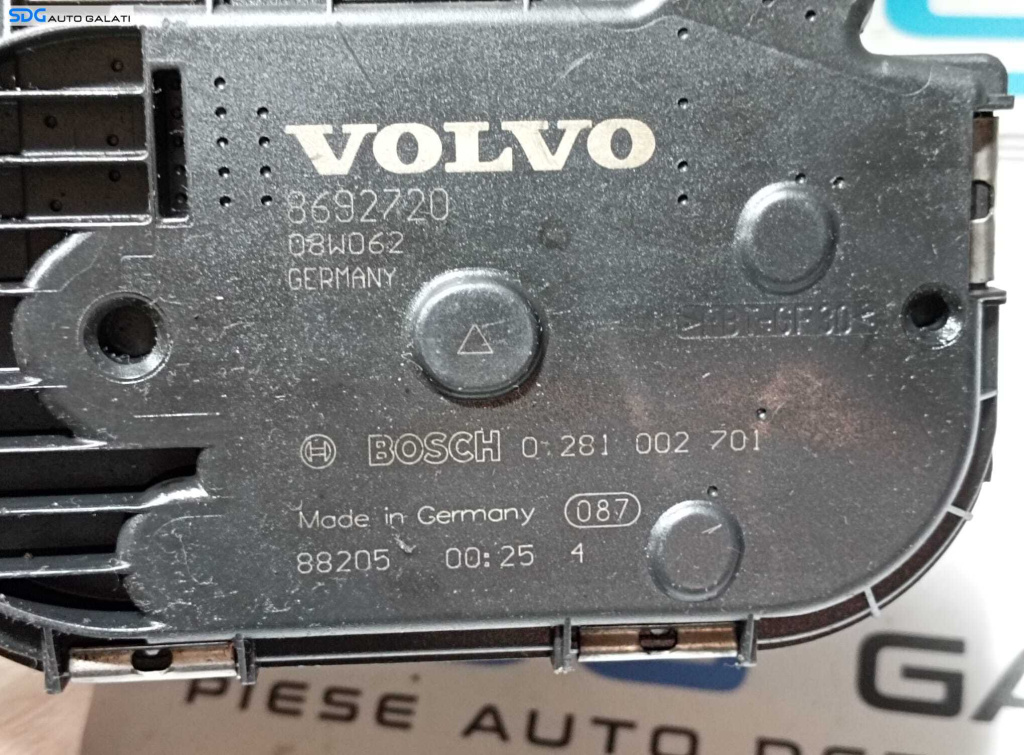 SDG AUTO GALATI
VOLVO
8692720
08W062
GERMANY
BOSCH 0 281 002 701
Made in Germany 087
88205 00:25 4
GA
PIESE AUTO